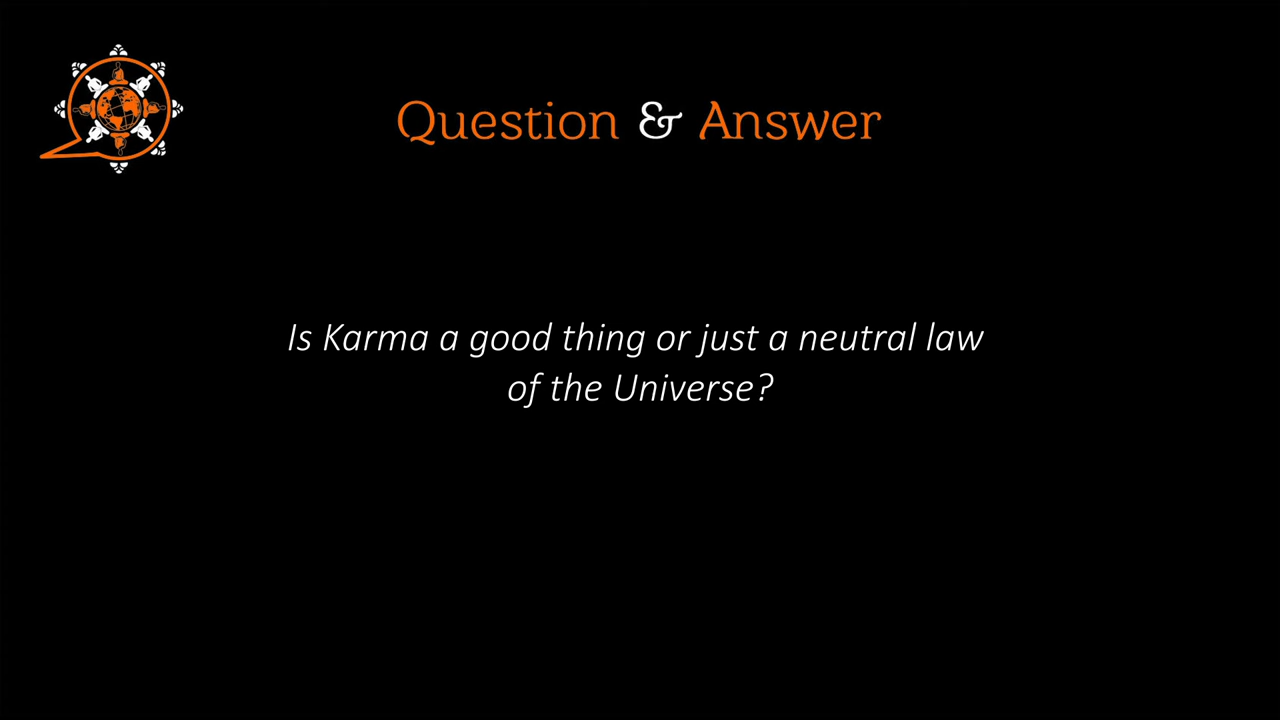 Question & Answer
Is Karma a good thing or just a neutral law
of the Universe?